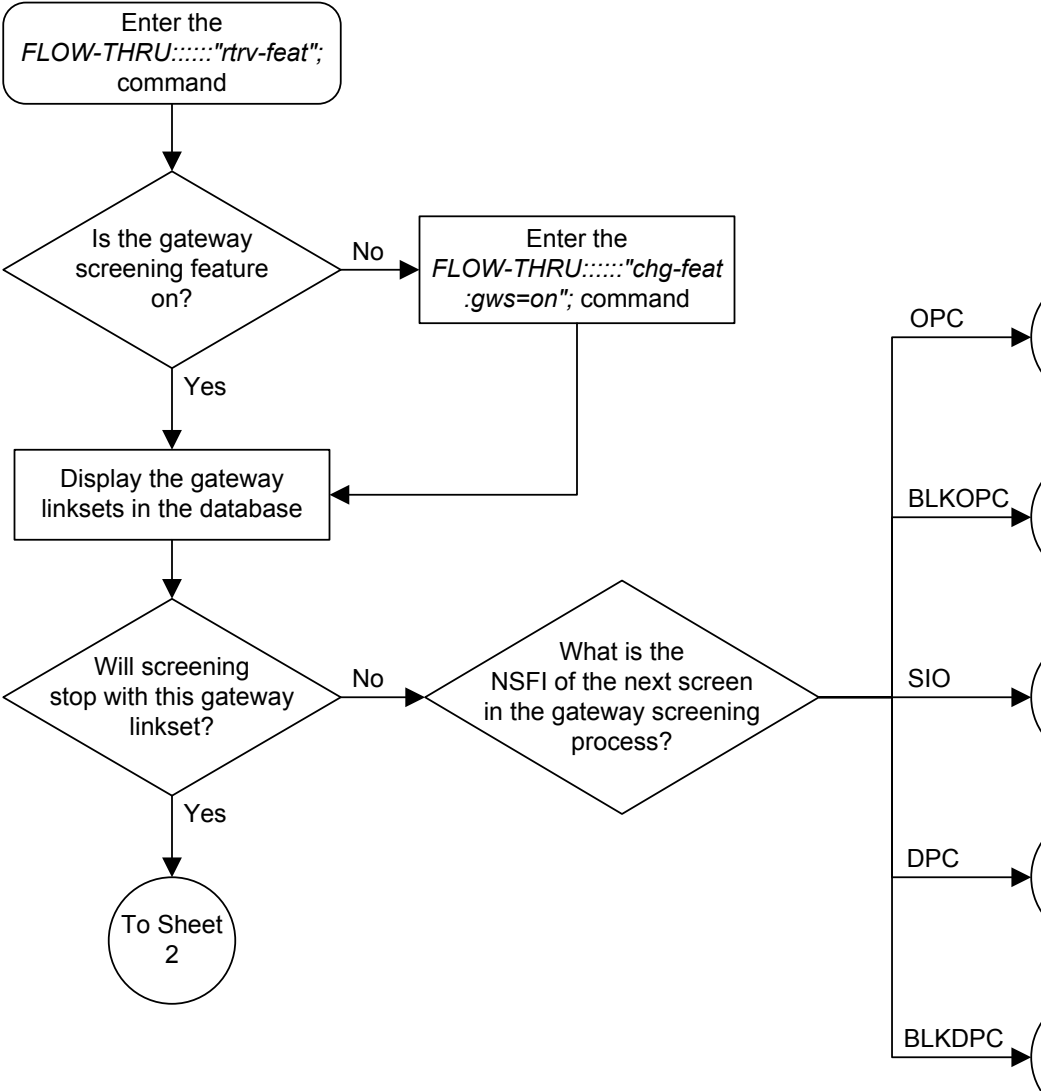 Enter the
FLOW-THRU::::::"rtrv-feat";
command
Is the gateway
screening feature
on?
No
Enter the
FLOW-THRU::::::"chg-feat
:gws=on"; command
Yes
Display the gateway
linksets in the database
Will screening
stop with this gateway
linkset?
No
What is the
NSFI of the next screen
in the gateway screening
process?
OPC
BLKOPC
SIO
DPC
BLKDPC
Yes
To Sheet
2